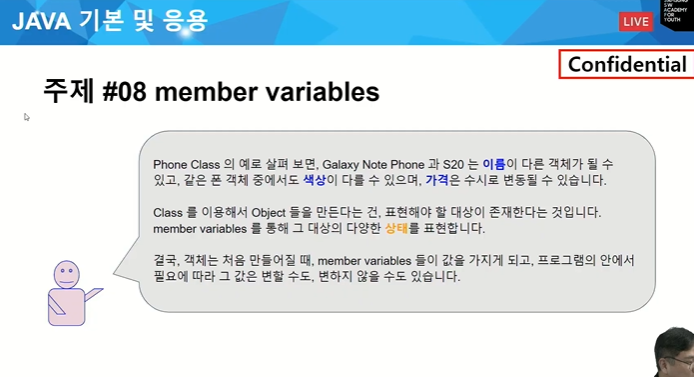 JAVA 기본 및 응용
LIVE
SW
ACADEMY
FOR
YOUTH
Confidential
주제 #08 member variables
Phone Class 의 예로 살펴 보면, Galaxy Note Phone 과 S20 는 이름이 다른 객체가 될 수
있고, 같은 폰 객체 중에서도 색상이 다를 수 있으며, 가격은 수시로 변동될 수 있습니다.
Class 를 이용해서 Object 들을 만든다는 건, 표현해야 할 대상이 존재한다는 것입니다.
member variables 를 통해 그 대상의 다양한 상태를 표현합니다.
결국, 객체는 처음 만들어질 때, member variables 들이 값을 가지게 되고, 프로그램의 안에서
필요에 따라 그 값은 변할 수도, 변하지 않을 수도 있습니다.